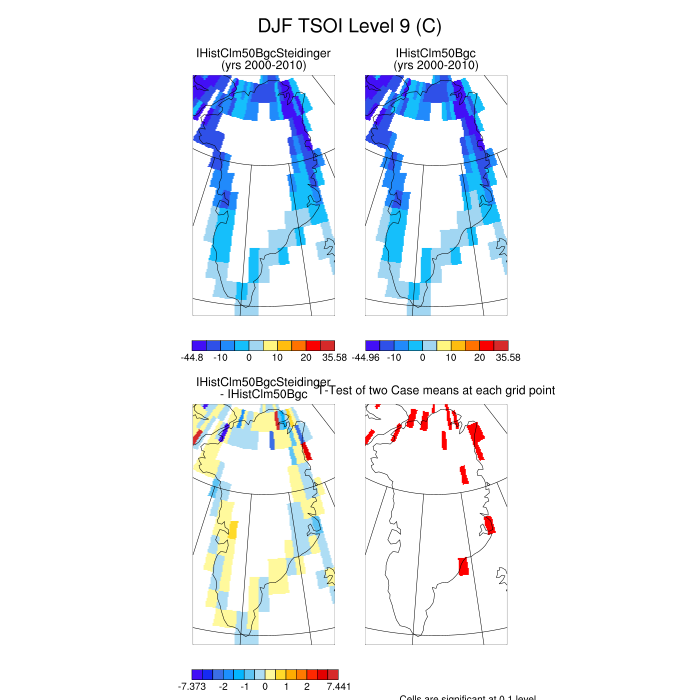 DJF TSOI Level 9 (C)
IHistClm50BgcSteidinger
(yrs 2000-2010)
IHistClm50Bgc
(yrs 2000-2010)
-44.8 -10 0 10 20 35.58
-44.96 -10 0 10 20 35.58
IHistClm50BgcSteidinger
- IHistClm50Bgc
T-Test of two Case means at each grid point
-7.373 -2 -1 0 1 2 7.441
Cells are significant at 0.1 level